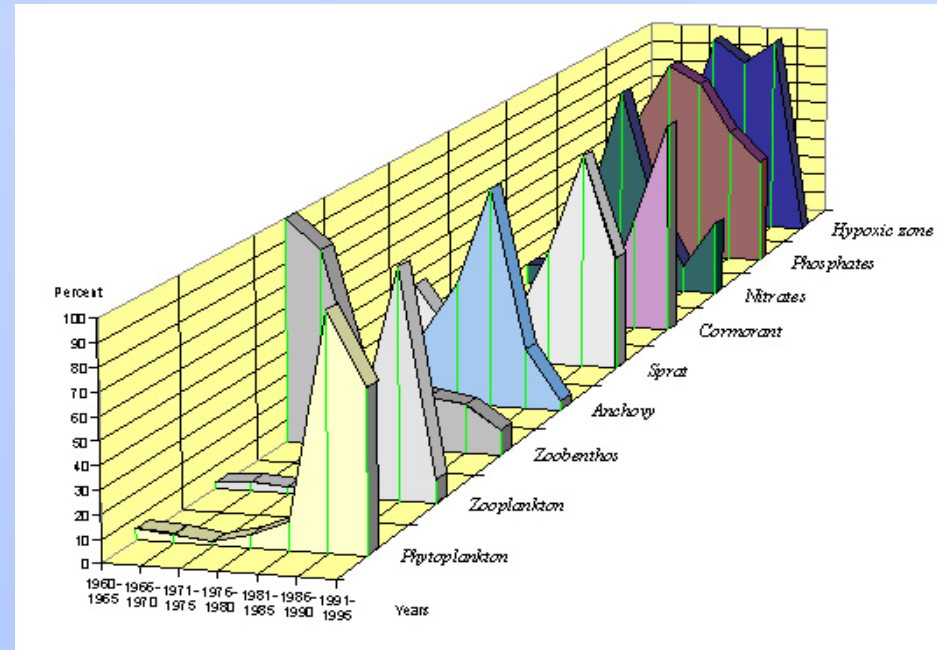 Percent
100
90
80
70
60
50
40
30
20
10
0
1960-
1965
1966-
1970
1971-
1975
1976-
1980
1981-
1985
1986-
1990
1991-
1995
Years
Hypoxic zone
Phosphates
Nitrates
Cormorant
Sprat
Anchovy
Zoobenthos
Zooplankton
Phytoplankton